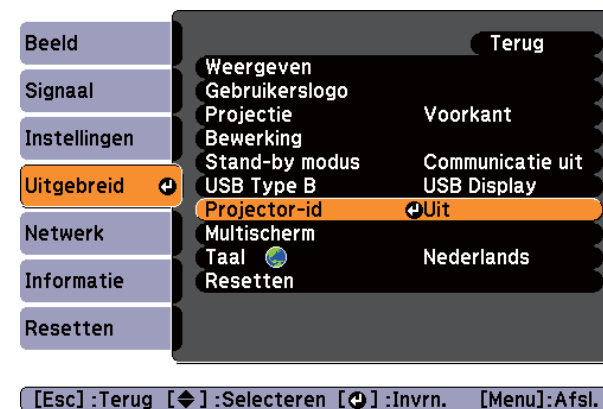 Beeld
Signaal
Instellingen
Uitgebreid
Netwerk
Informatie
Resetten
Terug
Weergeven
Gebruikerslogo
Projectie Voorkant
Bewerking
Stand-by modus Communicatie uit
USB Type B USB Display
Projector-id Uit
Multischerm
Taal Nederlands
Resetten
[Esc] :Terug [◆] :Selecteren [⏎] :Invrn. [Menu]:Afsl.